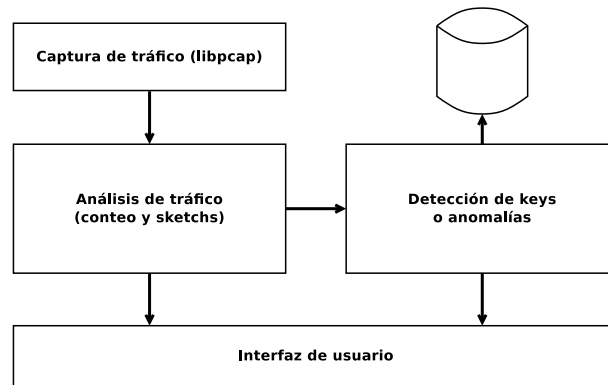 Captura de tráfico (libpcap)
Análisis de tráfico
(conteo y sketchs)
Detección de keys
o anomalías
Interfaz de usuario